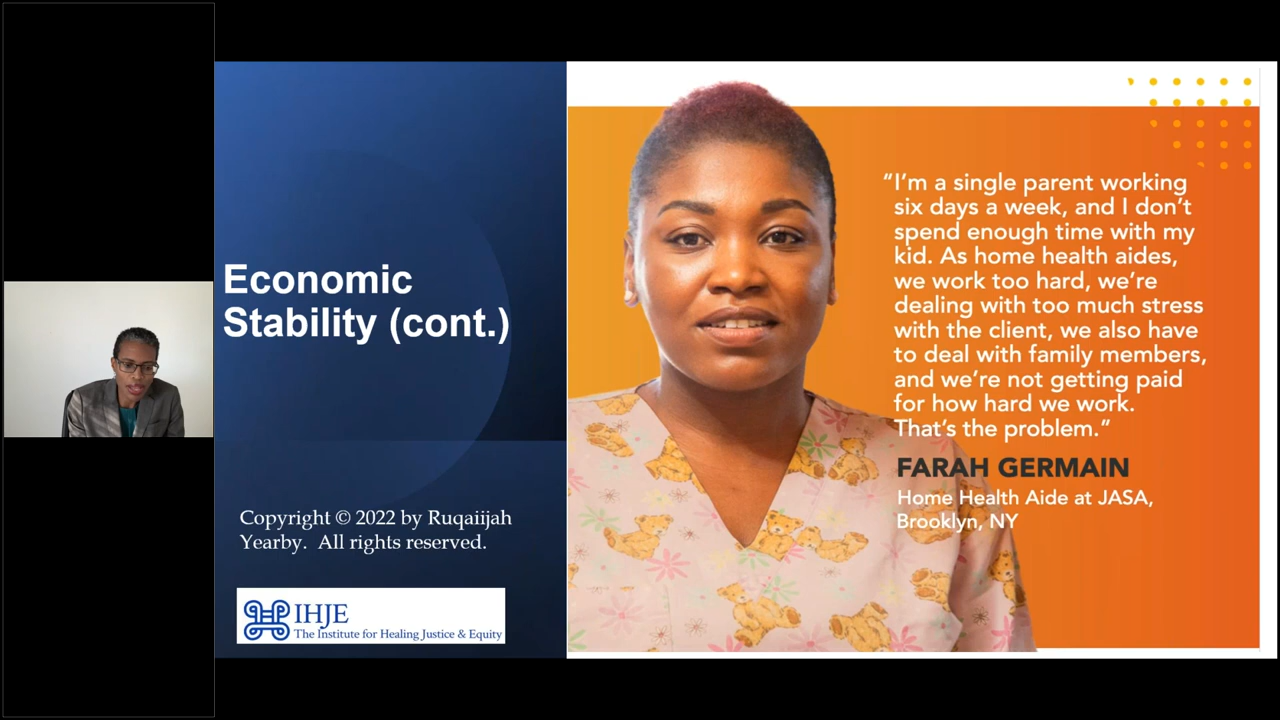 Economic
Stability (cont.)
Copyright © 2022 by Ruqaiijah
Yearby.  All rights reserved.
IHJE
The Institute for Healing Justice & Equity
“I’m a single parent working
six days a week, and I don’t
spend enough time with my
kid. As home health aides,
we work too hard, we’re
dealing with too much stress
with the client, we also have
to deal with family members,
and we’re not getting paid
for how hard we work.
That’s the problem.”
FARAH GERMAIN
Home Health Aide at JASA,
Brooklyn, NY